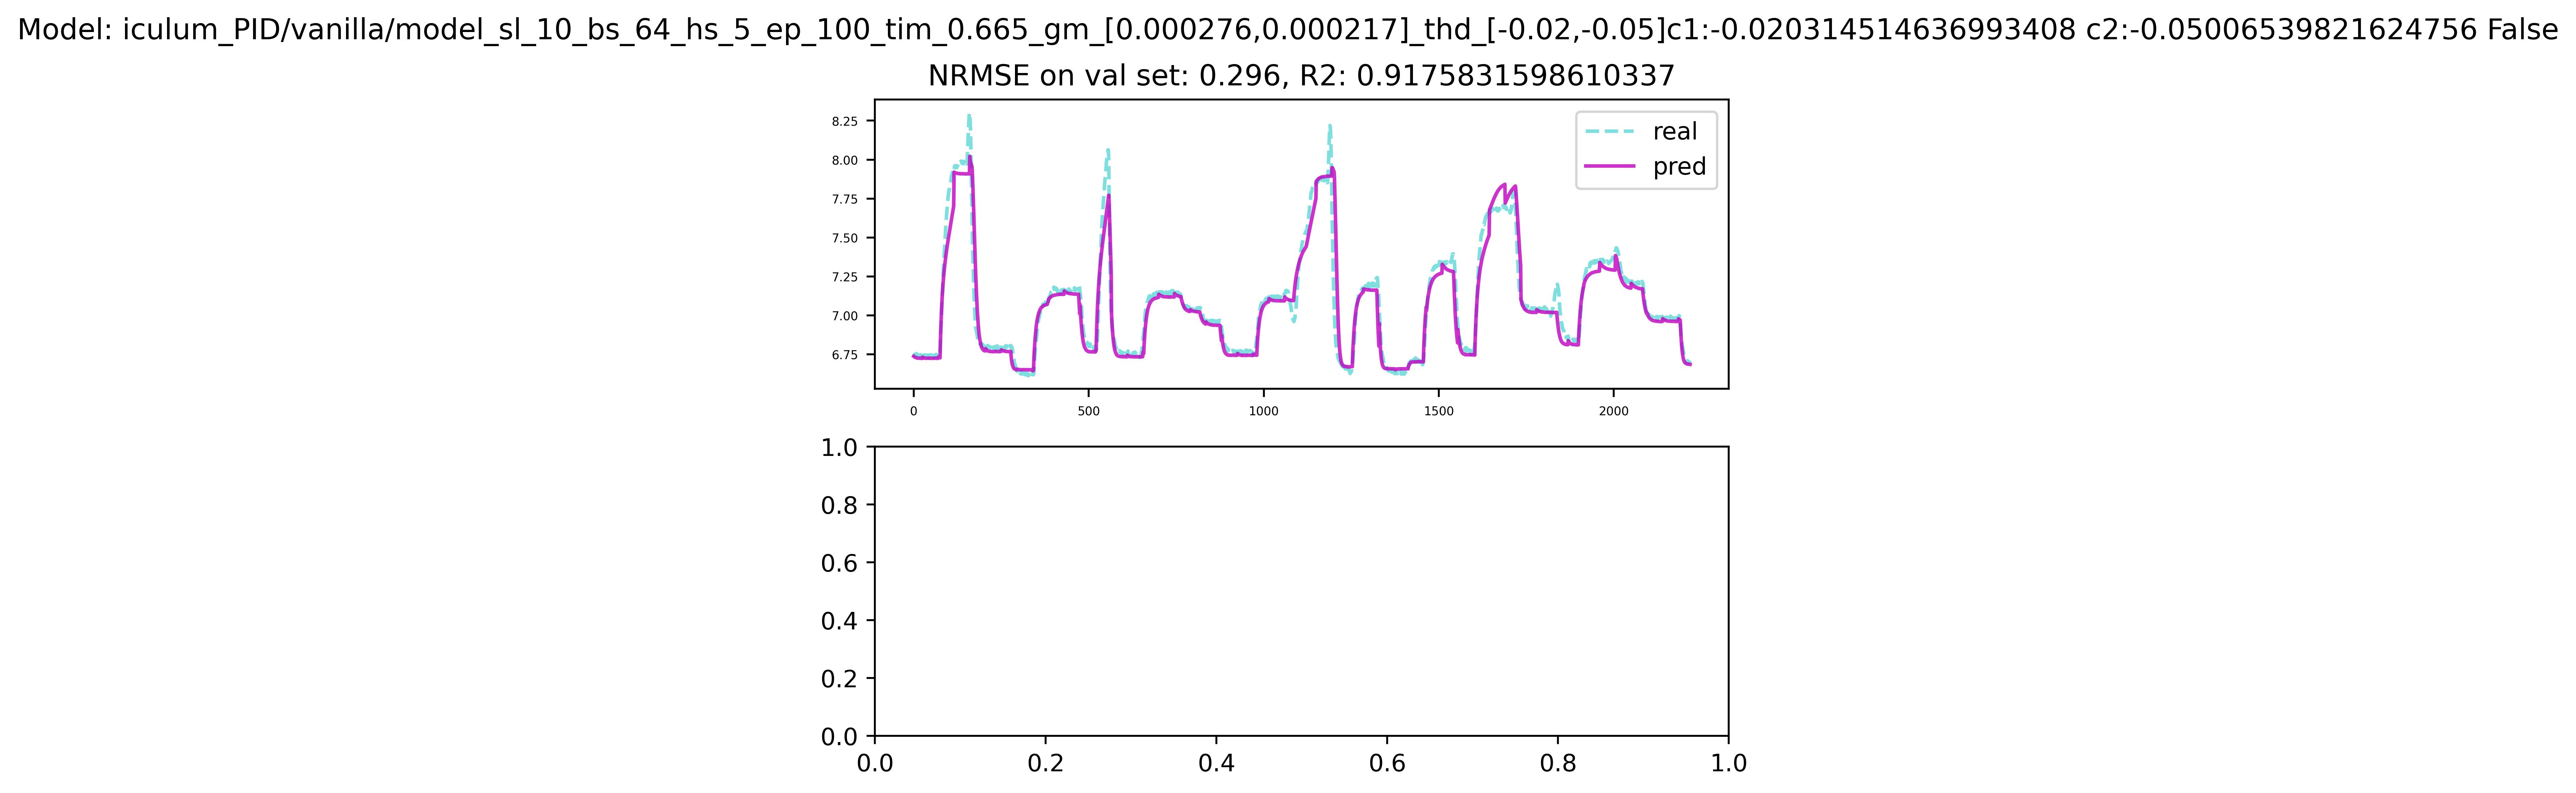 Model: iculum_PID/vanilla/model_sl_10_bs_64_hs_5_ep_100_tim_0.665_gm_[0.000276,0.000217]_thd_[-0.02,-0.05]c1:-0.020314514636993408 c2:-0.05006539821624756 False
NRMSE on val set: 0.296, R2: 0.9175831598610337
real
pred
8.25
8.00
7.75
7.50
7.25
7.00
6.75
0 500 1000 1500 2000
1.0
0.8
0.6
0.4
0.2
0.0
0.0 0.2 0.4 0.6 0.8 1.0